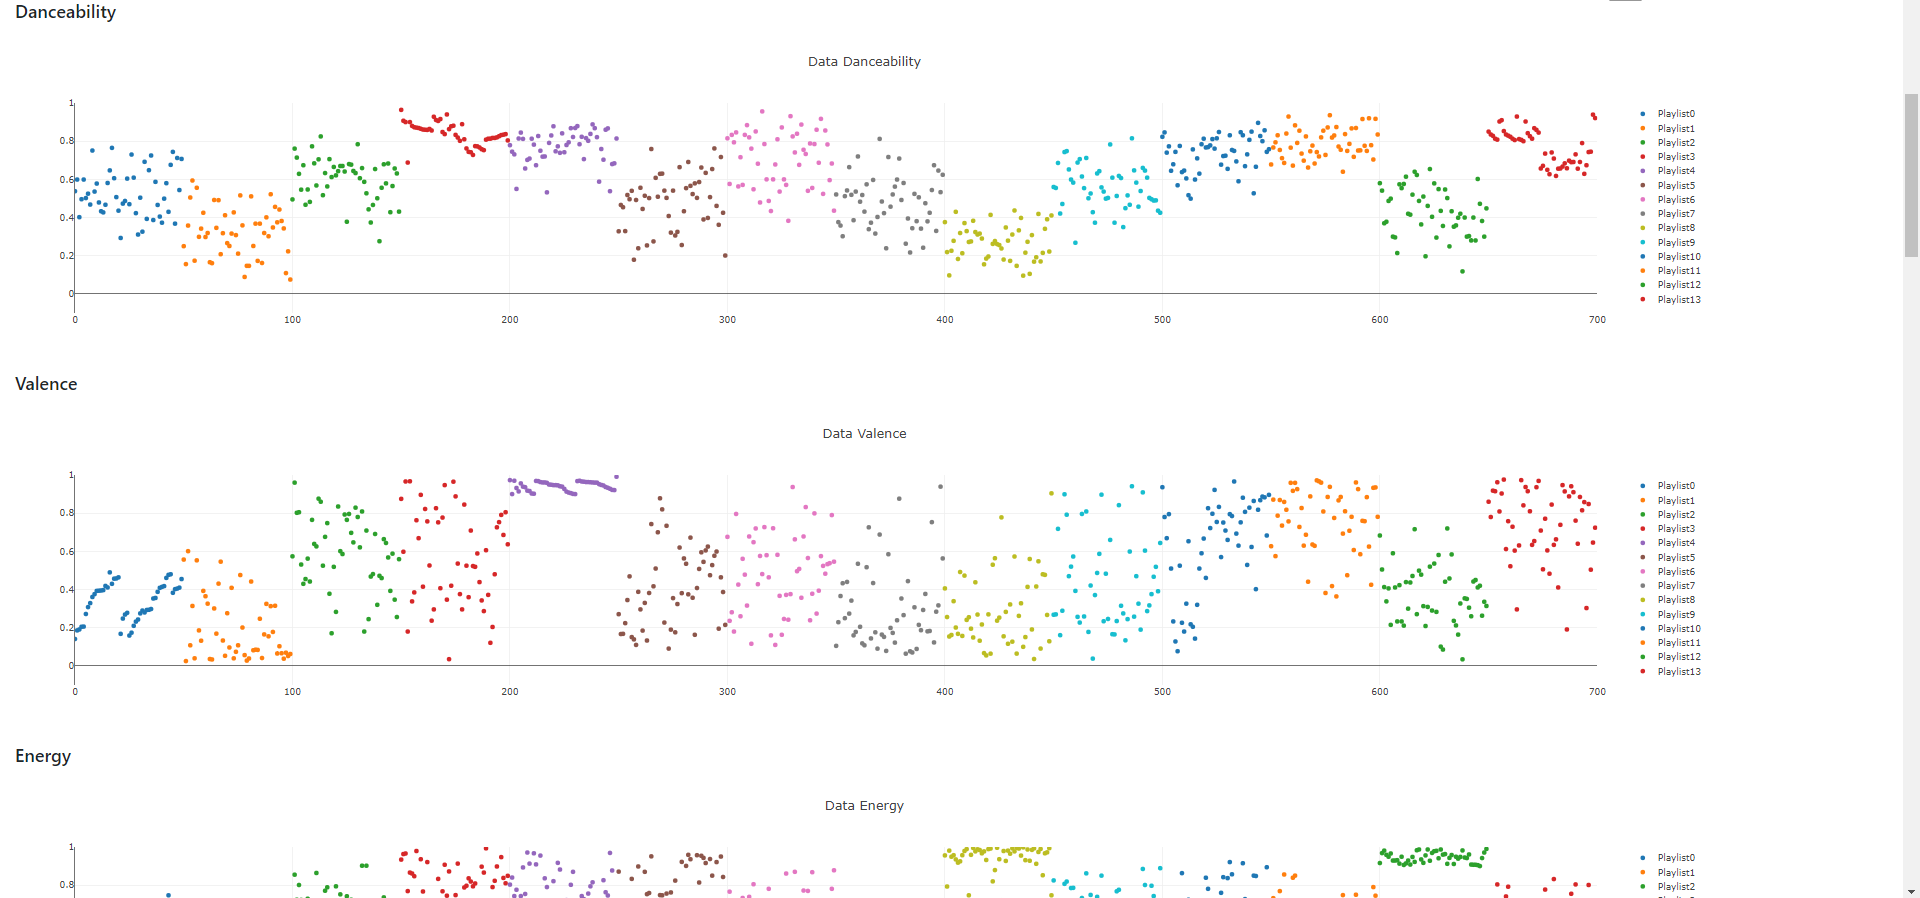 Danceability
Data Danceability
1
0.8
0.6
0.4
0.2
0
0 100 200 300 400 500 600 700
Playlist0
Playlist1
Playlist2
Playlist3
Playlist4
Playlist5
Playlist6
Playlist7
Playlist8
Playlist9
Playlist10
Playlist11
Playlist12
Playlist13
Valence
Data Valence
1
0.8
0.6
0.4
0.2
0
0 100 200 300 400 500 600 700
Playlist0
Playlist1
Playlist2
Playlist3
Playlist4
Playlist5
Playlist6
Playlist7
Playlist8
Playlist9
Playlist10
Playlist11
Playlist12
Playlist13
Energy
Data Energy
1
0.8
Playlist0
Playlist1
Playlist2